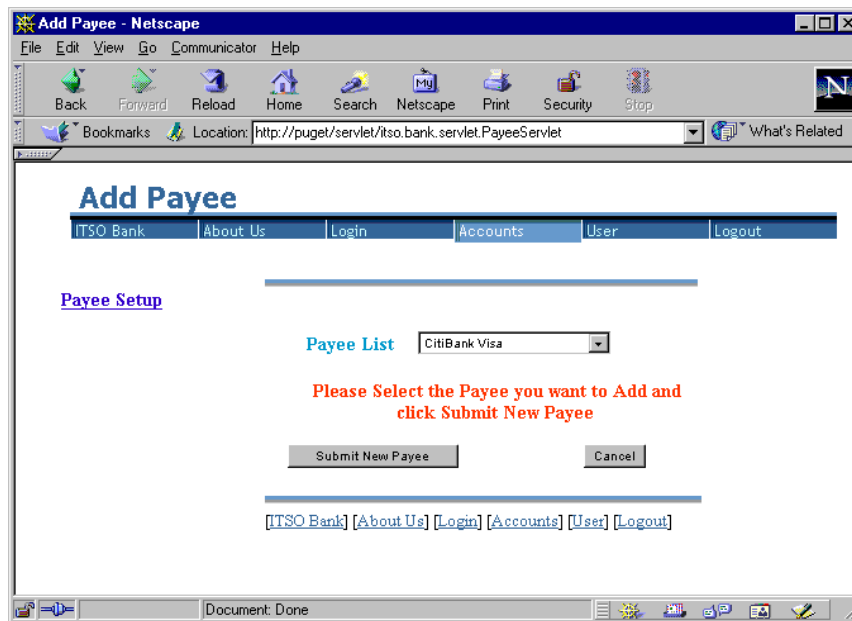 Add Payee - Netscape
File Edit View Go Communicator Help
My
N
Back Forward Reload Home Search Netscape Print Security Stop
Bookmarks Location: http://puget/servlet/itso.bank.servlet.PayeeServlet What's Related
Add Payee
ITSO Bank About Us Login Accounts User Logout
Payee Setup
Payee List CitiBank Visa
Please Select the Payee you want to Add and
click Submit New Payee
Submit New Payee Cancel
[ITSO Bank] [About Us] [Login] [Accounts] [User] [Logout]
Document: Done